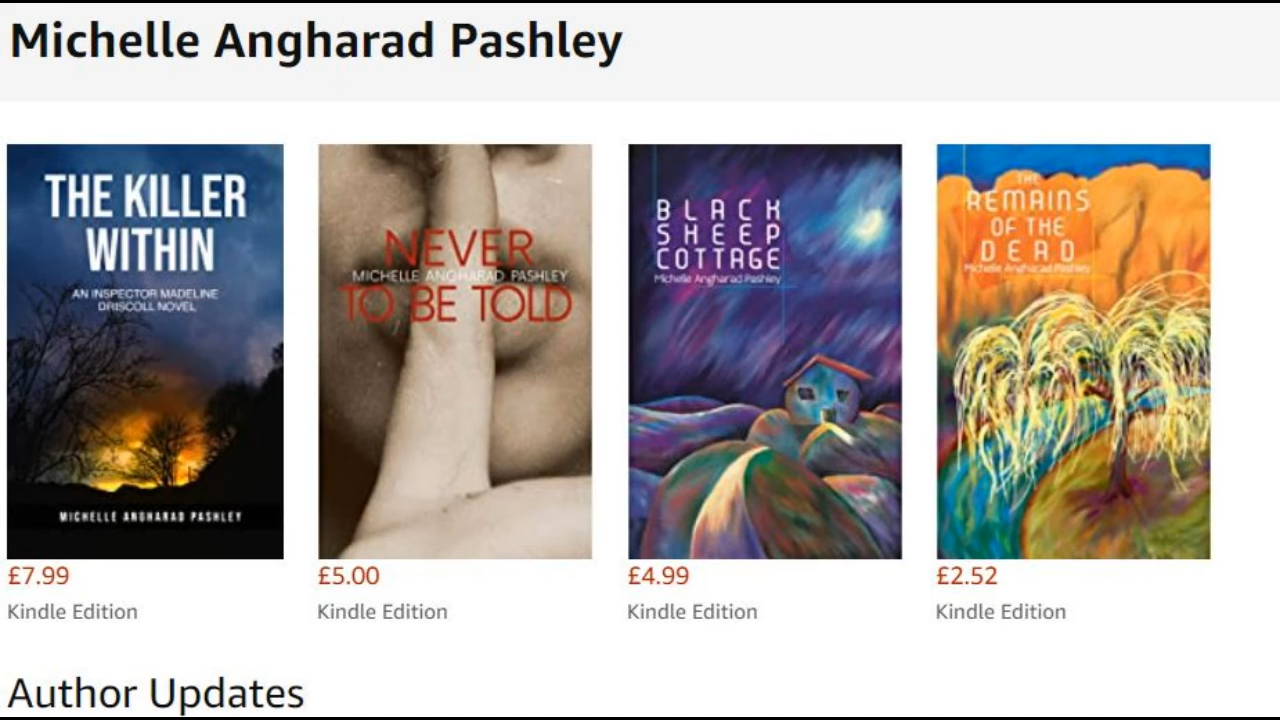 Michelle Angharad Pashley
THE KILLER
WITHIN
AN INSPECTOR MADELINE
DRISCOLL NOVEL
MICHELLE ANGHARAD PASHLEY
£7.99
Kindle Edition
NEVER
MICHELLE ANGHARAD PASHLEY
TO BE TOLD
£5.00
Kindle Edition
BLACK
SHEEP
COTTAGE
Michelle Angharad Pashley
£4.99
Kindle Edition
THE
REMAINS
OF THE
DEAD
Michelle Angharad Pashley
£2.52
Kindle Edition
Author Updates